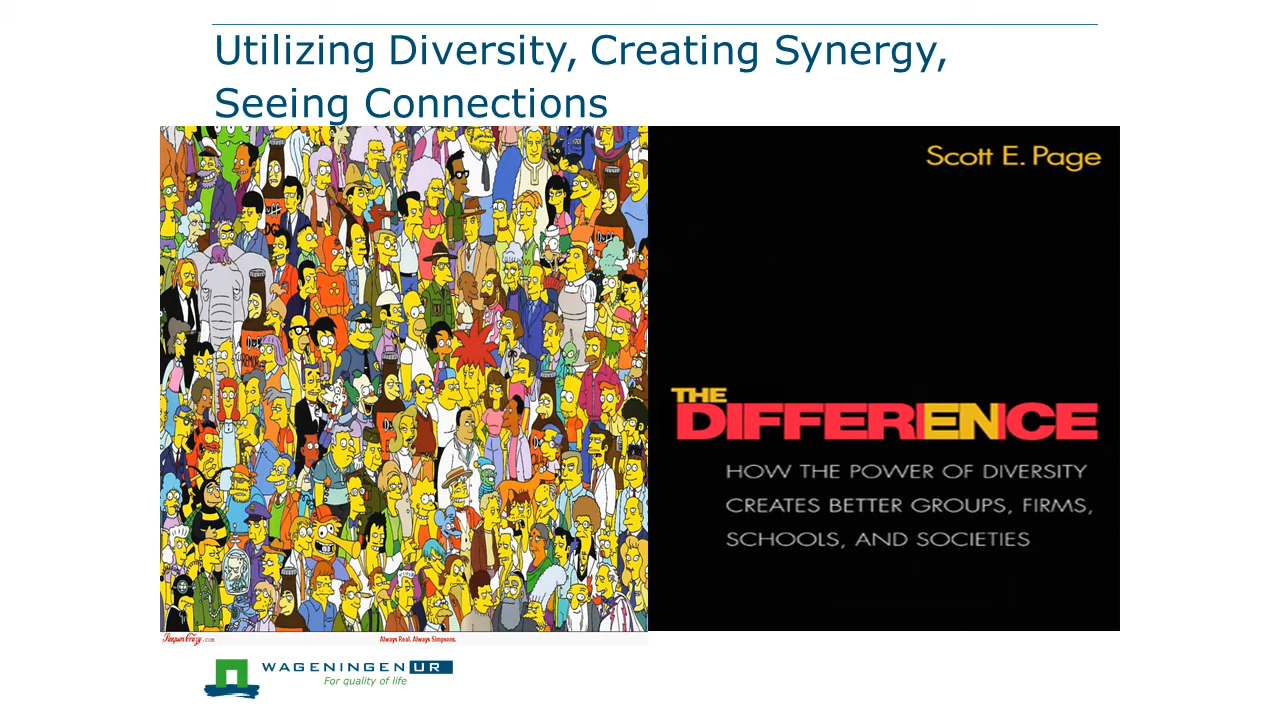 Utilizing Diversity, Creating Synergy,
Seeing Connections
Scott E. Page
THE
DIFFERENCE
HOW THE POWER OF DIVERSITY
CREATES BETTER GROUPS, FIRMS,
SCHOOLS, AND SOCIETIES
Always Real. Always Simpsons.
WAGENINGEN UR
For quality of life